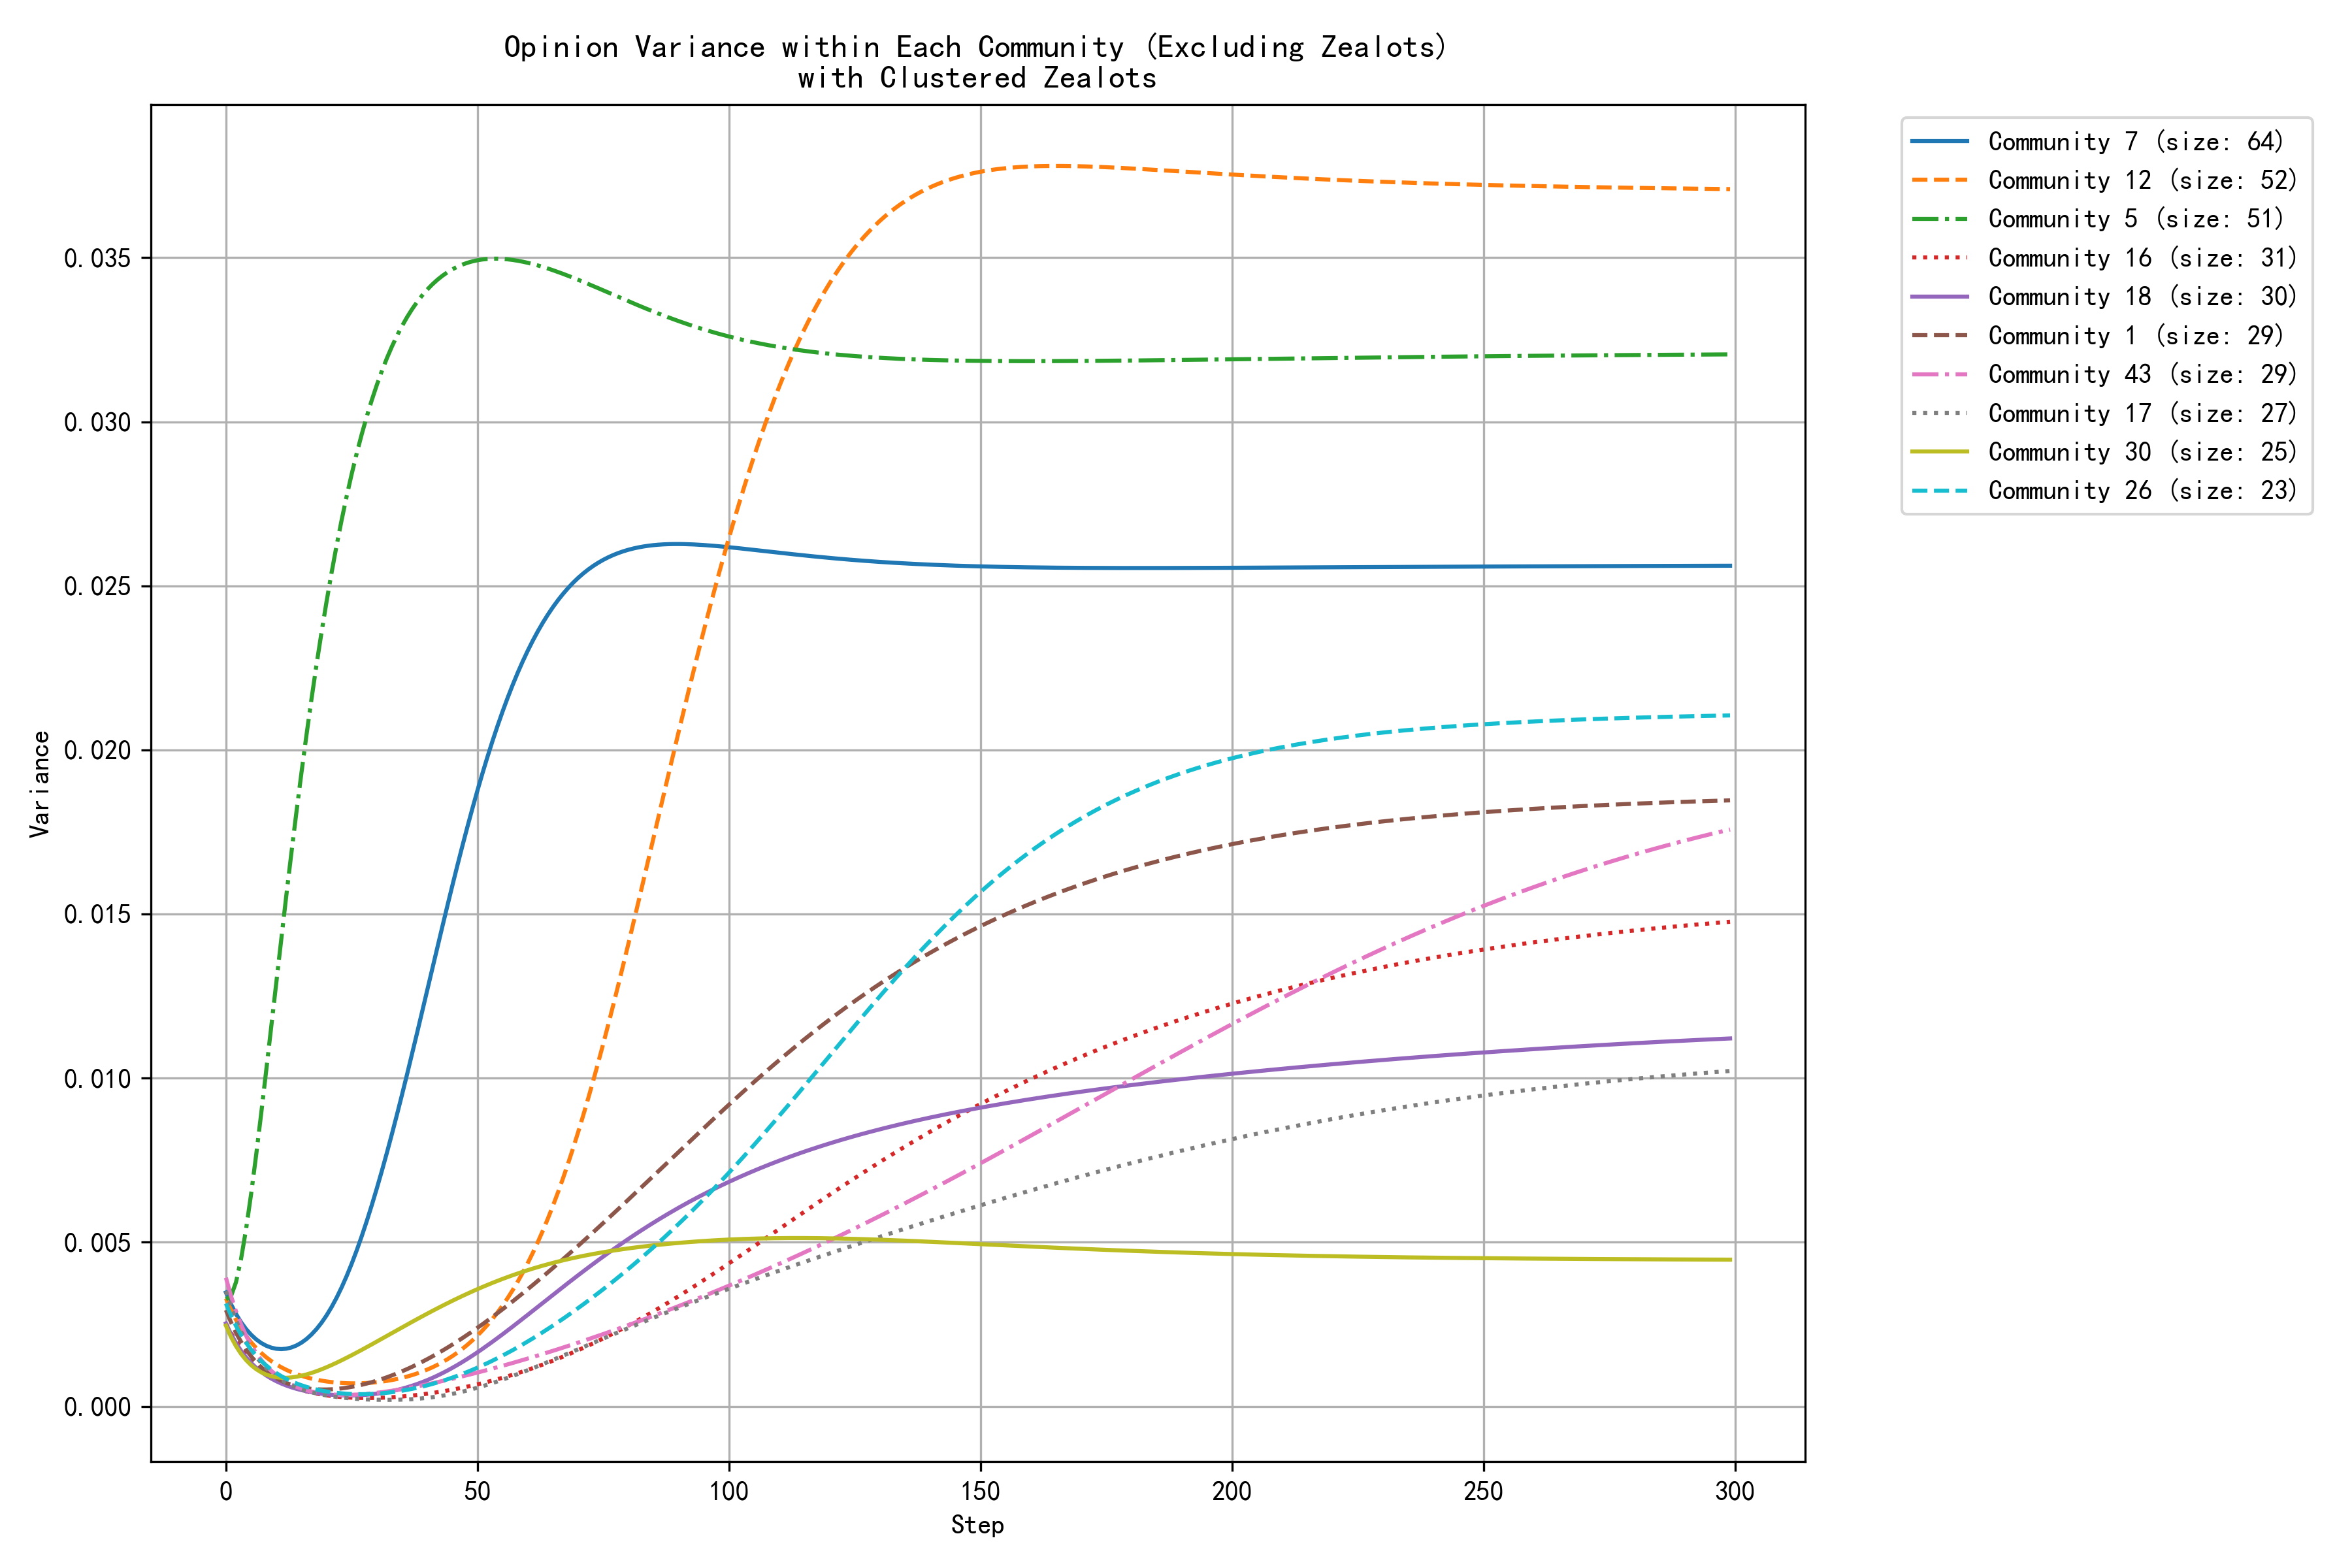 Opinion Variance within Each Community (Excluding Zealots)
with Clustered Zealots
Variance
0.035
0.030
0.025
0.020
0.015
0.010
0.005
0.000
0 50 100 150 200 250 300
Step
Community 7 (size: 64)
Community 12 (size: 52)
Community 5 (size: 51)
Community 16 (size: 31)
Community 18 (size: 30)
Community 1 (size: 29)
Community 43 (size: 29)
Community 17 (size: 27)
Community 30 (size: 25)
Community 26 (size: 23)